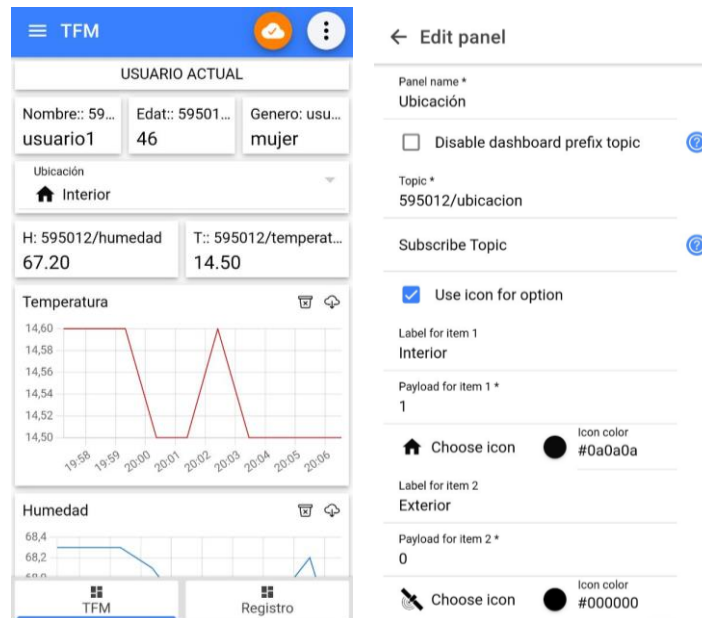 TFM
USUARIO ACTUAL
Nombre:: 59...
usuario1
Edat:: 59501...
46
Genero: usu...
mujer
Ubicación
Interior
H: 595012/humedad
67.20
T:: 595012/temperat...
14.50
Temperatura
14,60
14,58
14,56
14,54
14,52
14,50
19:58 19:59 20:00 20:01 20:02 20:03 20:04 20:05 20:06
Humedad
68,4
68,2
TFM
Registro
Edit panel
Panel name *
Ubicación
Disable dashboard prefix topic
Topic *
595012/ubicacion
Subscribe Topic
Use icon for option
Label for item 1
Interior
Payload for item 1 *
1
Choose icon
Icon color
#0a0a0a
Label for item 2
Exterior
Payload for item 2 *
0
Choose icon
Icon color
#000000